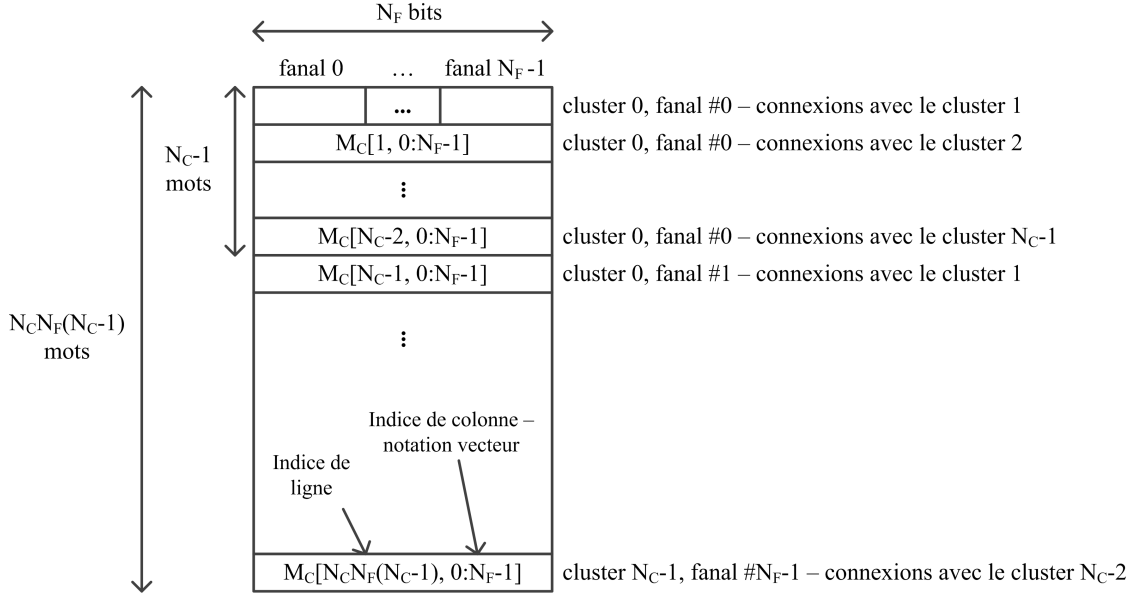 N_F bits
fanal 0 ... fanal N_F-1
... cluster 0, fanal #0 – connexions avec le cluster 1
M_C[1, 0:N_F-1] cluster 0, fanal #0 – connexions avec le cluster 2
N_C-1
mots
⋮
M_C[N_C-2, 0:N_F-1] cluster 0, fanal #0 – connexions avec le cluster N_C-1
M_C[N_C-1, 0:N_F-1] cluster 0, fanal #1 – connexions avec le cluster 1
N_CN_F(N_C-1)
mots
⋮
Indice de colonne –
notation vecteur
Indice de
ligne
M_C[N_CN_F(N_C-1), 0:N_F-1] cluster N_C-1, fanal #N_F-1 – connexions avec le cluster N_C-2